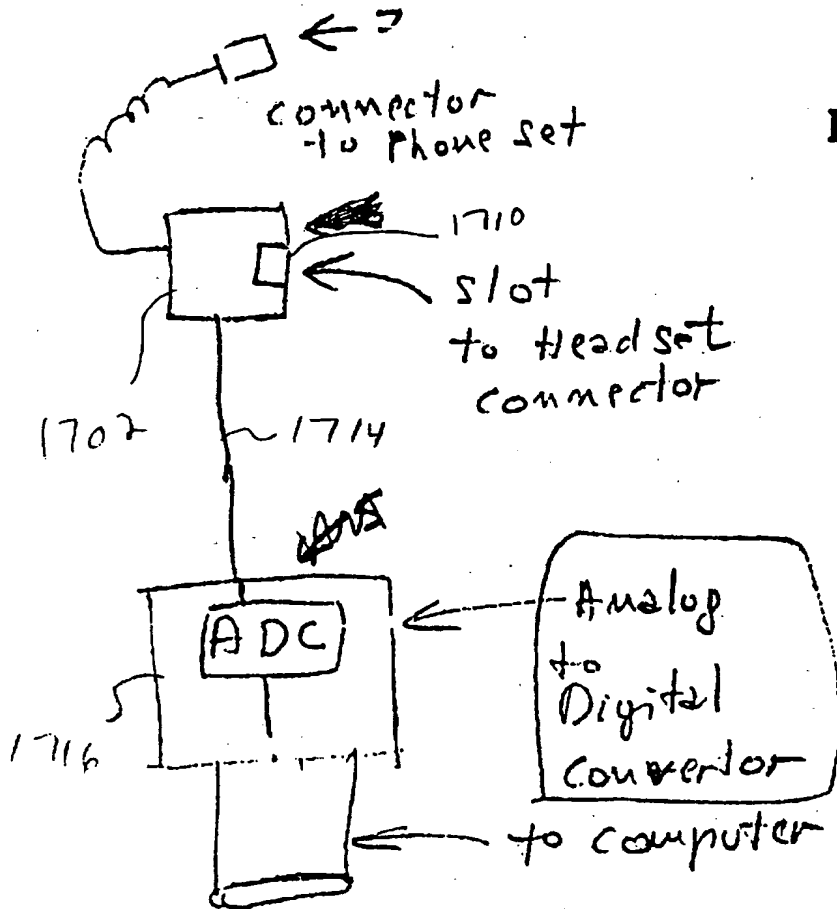 connector
to phone set
1710
slot
to Headset
connector
1702
1714
ADC
Analog
to
Digital
Convertor
1716
to computer